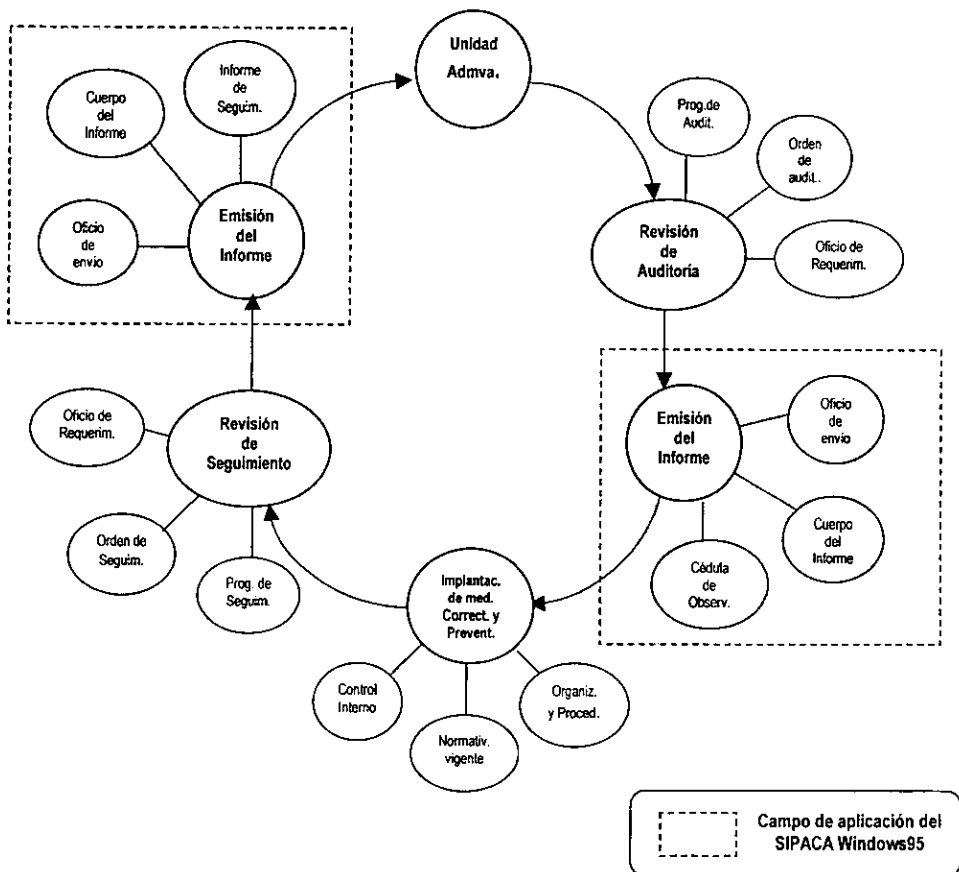 Unidad
Admva.
Informe
de
Seguim.
Cuerpo
del
Informe
Oficio
de
envio
Emisión
del
Informe
Prog.de
Audit.
Orden
de
audit..
Revisión
de
Auditoría
Oficio de
Requerim.
Emisión
del
Informe
Oficio
de
envio
Cuerpo
del
Informe
Cédula
de
Observ.
Oficio de
Requerim.
Revisión
de
Seguimiento
Orden de
Seguim.
Prog. de
Seguim.
Implantac.
de med.
Correct. y
Prevent.
Control
Interno
Normativ.
vigente
Organiz.
y Proced.
Campo de aplicación del
SIPACA Windows95